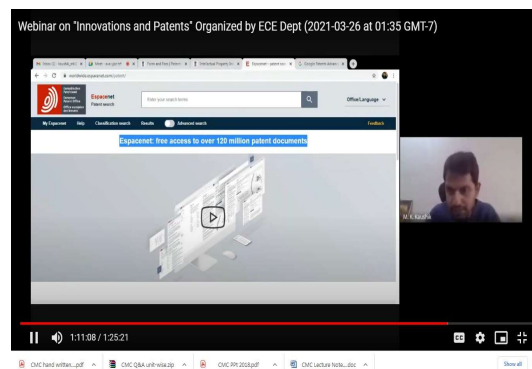 Webinar on "Innovations and Patents" Organized by ECE Dept (2021-03-26 at 01:35 GMT-7)
Espacenet
Patent search
Enter your search terms
Office/Language
My Espacenet Help Classification search Results Advanced search Feedback
Espacenet: free access to over 120 million patent documents
M. K. Kaushik
1:11:08 / 1:25:21
CC
CMC hand written....pdf CMC Q&A unit-wise.zip CMC PPt 2018.pdf CMC Lecture Note....doc Show all